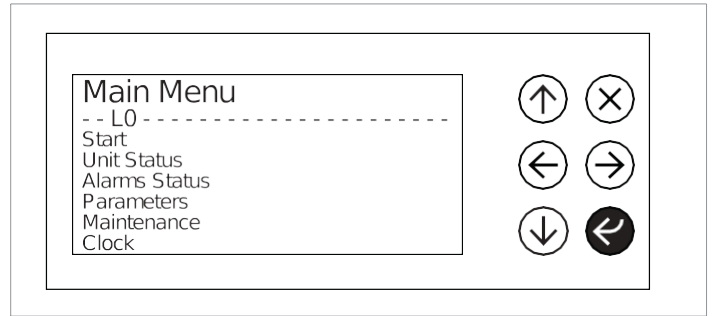 Main Menu
-- L0----------------------
Start
Unit Status
Alarms Status
Parameters
Maintenance
Clock